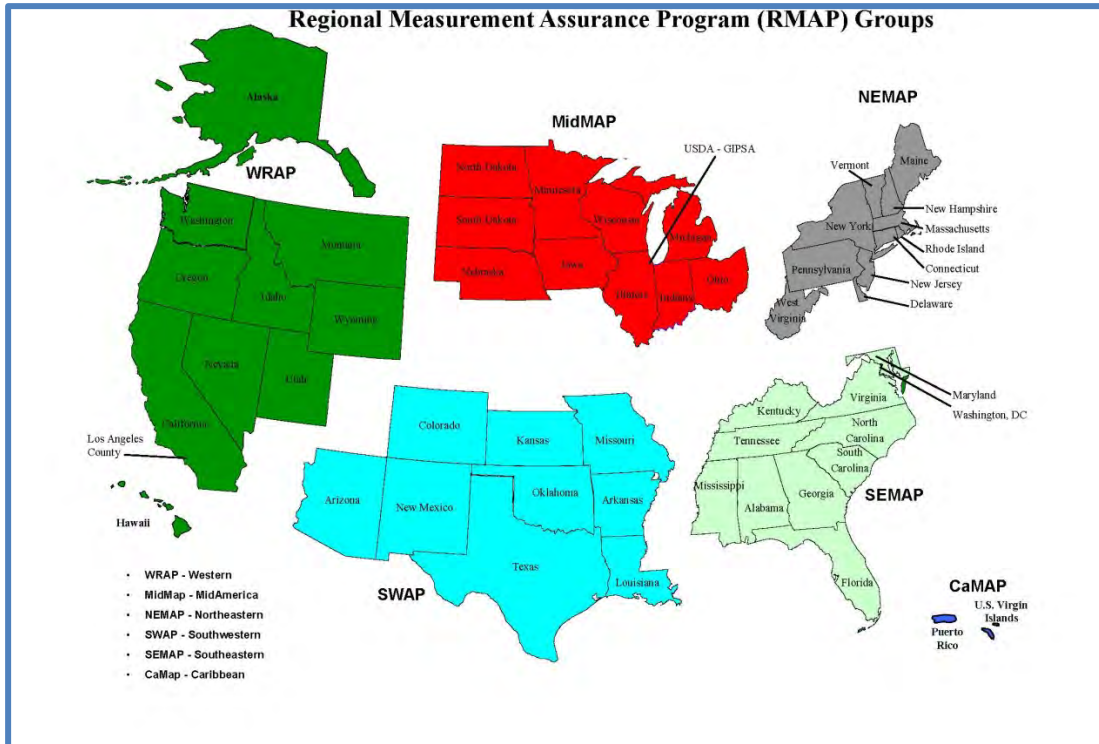 Regional Measurement Assurance Program (RMAP) Groups
Alaska
WRAP
Washington
Montana
Oregon
Idaho
Wyoming
Nevada
Utah
California
Los Angeles
County
Hawaii
MidMAP
USDA - GIPSA
North Dakota
Minnesota
South Dakota
Wisconsin
Michigan
Nebraska
Iowa
Illinois
Indiana
Ohio
NEMAP
Vermont
Maine
New Hampshire
New York
Massachusetts
Rhode Island
Connecticut
Pennsylvania
New Jersey
Delaware
West
Virginia
Colorado
Kansas
Missouri
Arizona
New Mexico
Oklahoma
Arkansas
Texas
Louisiana
SWAP
Maryland
Washington, DC
Virginia
Kentucky
North
Carolina
Tennessee
South
Carolina
Mississippi
Alabama
Georgia
SEMAP
Florida
CaMAP
U.S. Virgin
Islands
Puerto
Rico
• WRAP - Western
• MidMap - MidAmerica
• NEMAP - Northeastern
• SWAP - Southwestern
• SEMAP - Southeastern
• CaMap - Caribbean